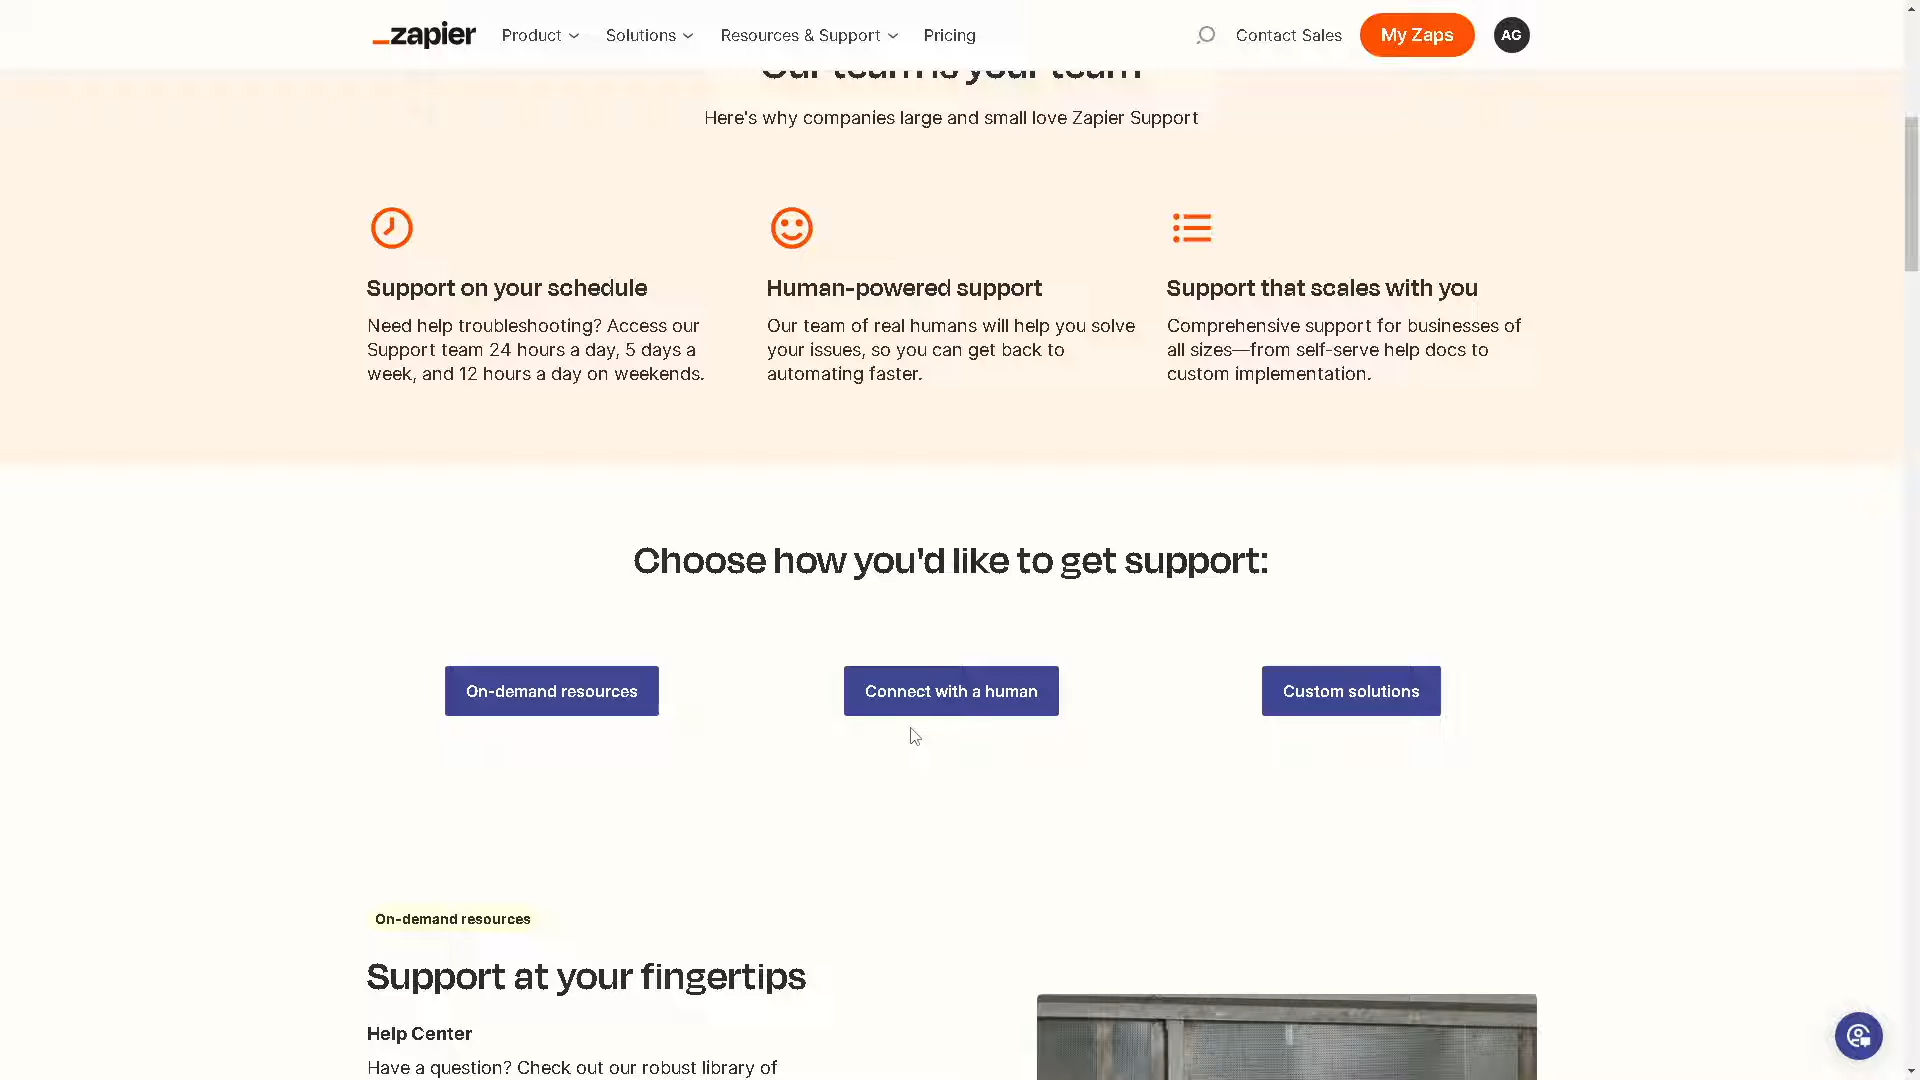 zapier
Product
Solutions
Resources & Support
Pricing
Contact Sales
My Zaps
AG
Our team is your team
Here's why companies large and small love Zapier Support
Support on your schedule
Need help troubleshooting? Access our
Support team 24 hours a day, 5 days a
week, and 12 hours a day on weekends.
Human-powered support
Our team of real humans will help you solve
your issues, so you can get back to
automating faster.
Support that scales with you
Comprehensive support for businesses of
all sizes—from self-serve help docs to
custom implementation.
Choose how you'd like to get support:
On-demand resources
Connect with a human
Custom solutions
On-demand resources
Support at your fingertips
Help Center
Have a question? Check out our robust library of